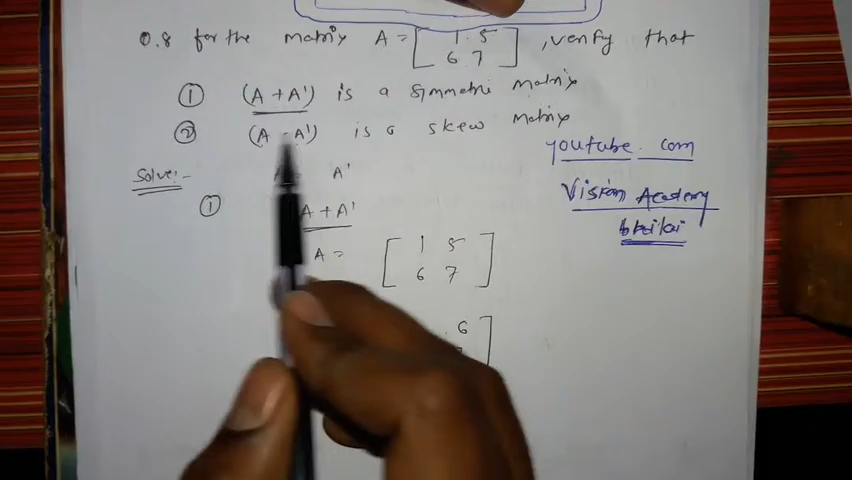 Q.8 for the matrix A = [ 1 5 ] , verify that
6 7
① (A + A') is a symmetric matrix
② (A - A') is a skew matrix
youtube.com
Vision Academy
bhilai
Solve:-
A'
① A + A'
A = [ 1 5 ]
6 7
6